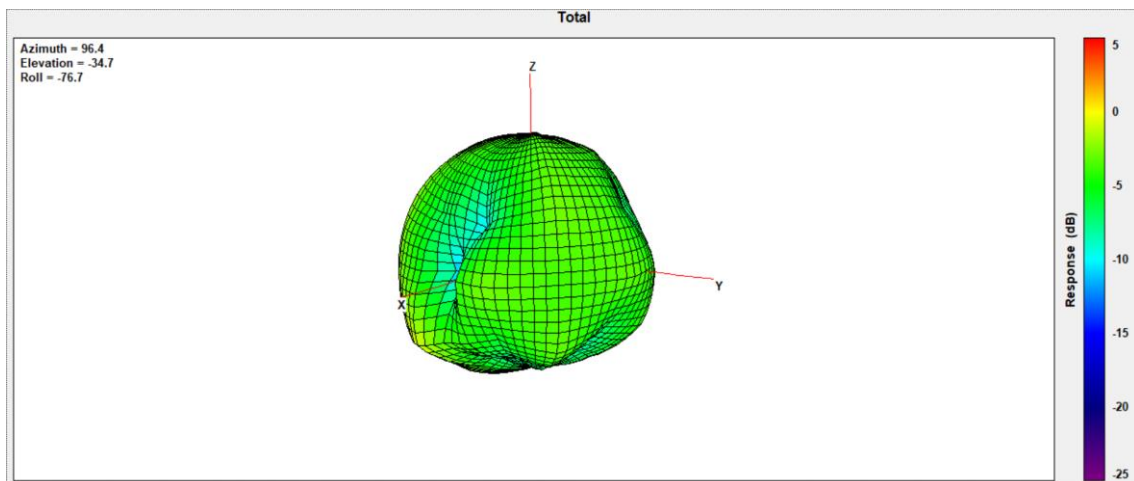 Total
Azimuth = 96.4
Elevation = -34.7
Roll = -76.7
Z
Y
X
5
0
-5
-10
-15
-20
-25
Response (dB)